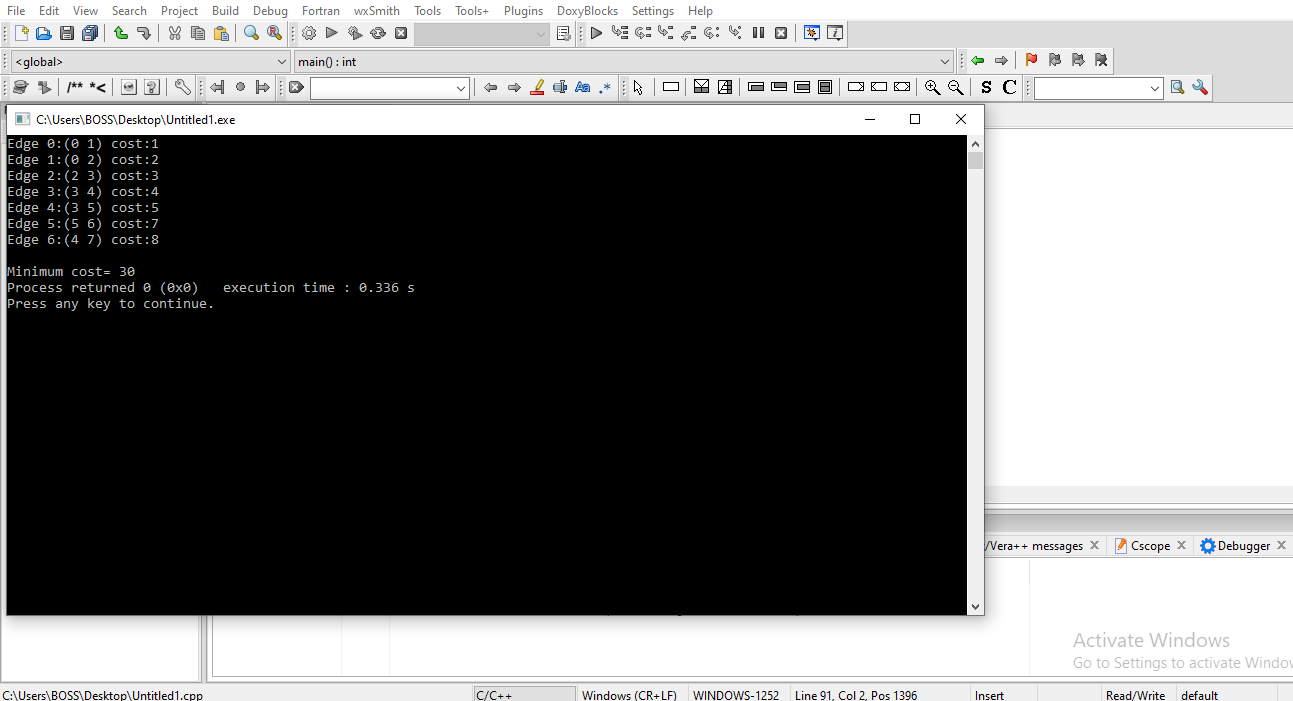 File Edit View Search Project Build Debug Fortran wxSmith Tools Tools+ Plugins DoxyBlocks Settings Help
<global> main() : int
/** *< S C
C:\Users\BOSS\Desktop\Untitled1.exe
Edge 0:(0 1) cost:1
Edge 1:(0 2) cost:2
Edge 2:(2 3) cost:3
Edge 3:(3 4) cost:4
Edge 4:(3 5) cost:5
Edge 5:(5 6) cost:7
Edge 6:(4 7) cost:8
Minimum cost= 30
Process returned 0 (0x0)   execution time : 0.336 s
Press any key to continue.
/Vera++ messages Cscope Debugger
Activate Windows
Go to Settings to activate Windo
C:\Users\BOSS\Desktop\Untitled1.cpp C/C++ Windows (CR+LF) WINDOWS-1252 Line 91, Col 2, Pos 1396 Insert Read/Write default